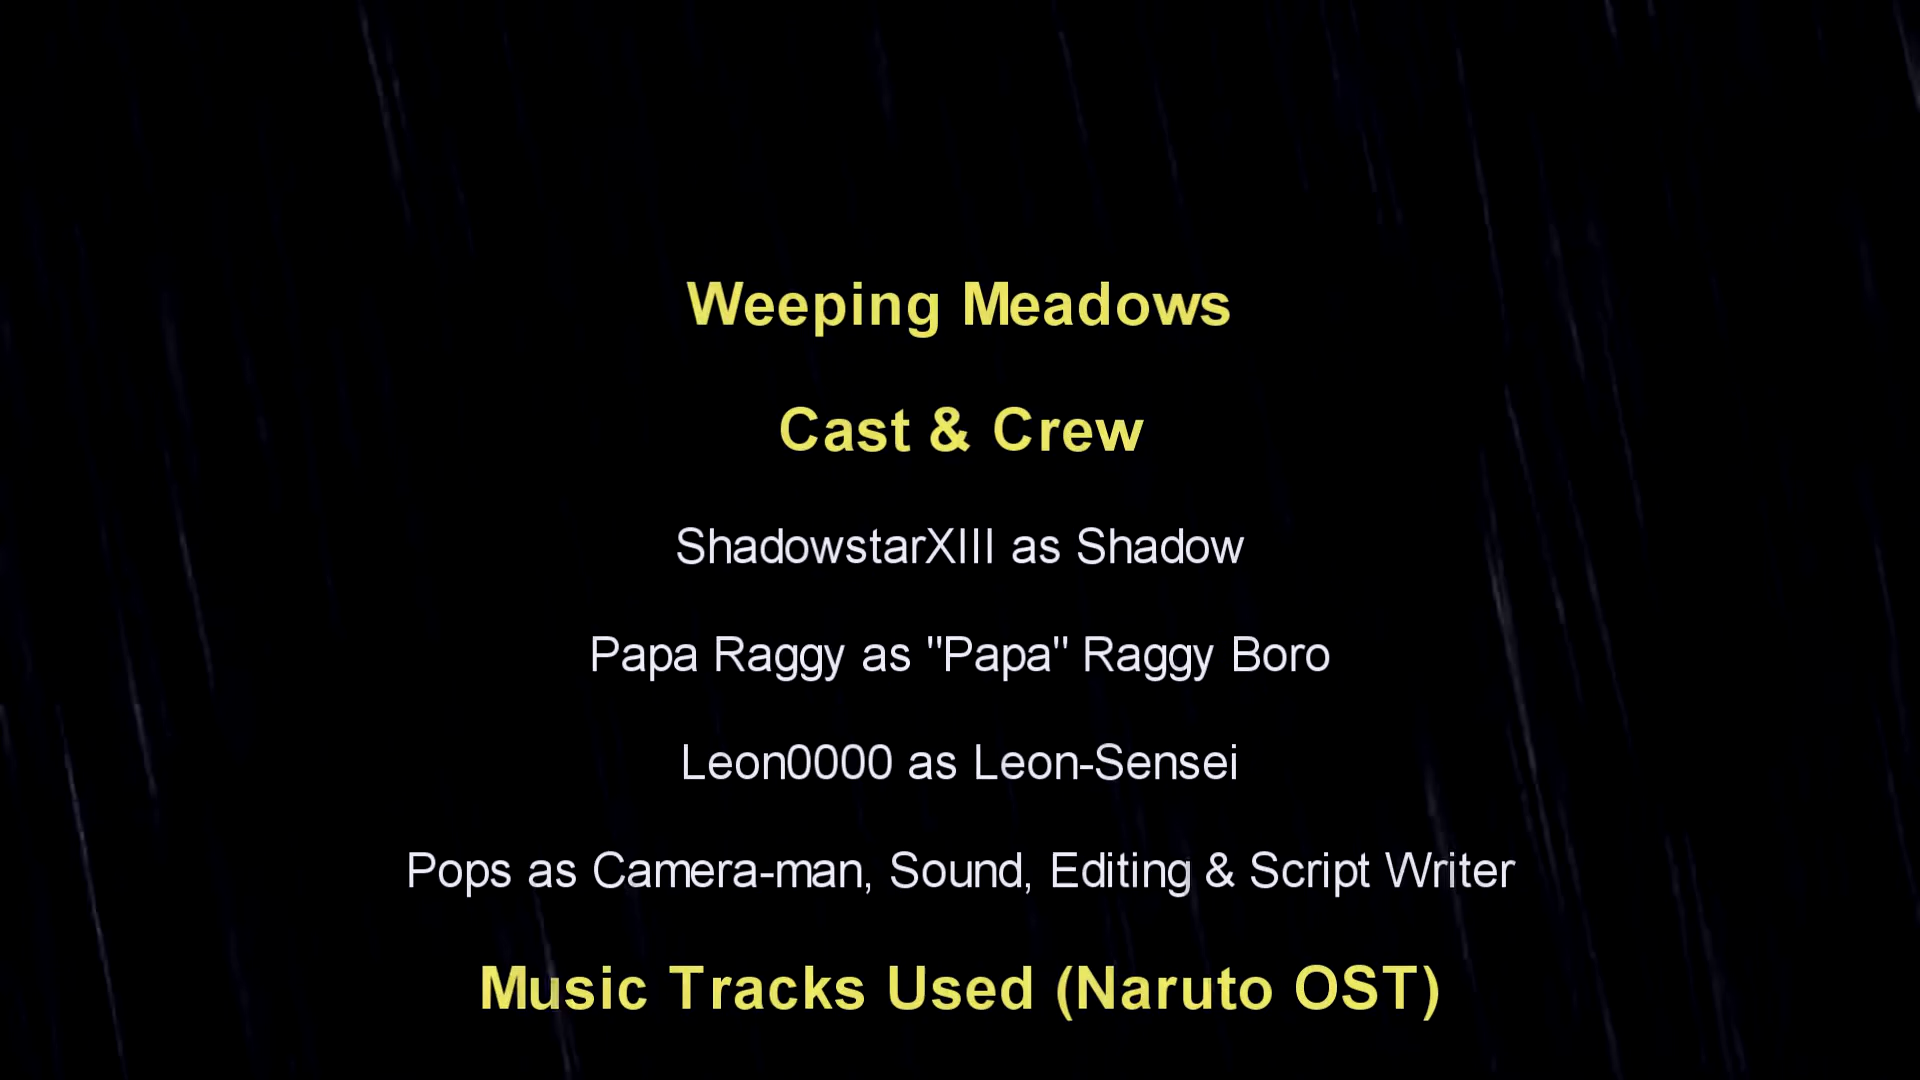 Weeping Meadows
Cast & Crew
ShadowstarXIII as Shadow
Papa Raggy as "Papa" Raggy Boro
Leon0000 as Leon-Sensei
Pops as Camera-man, Sound, Editing & Script Writer
Music Tracks Used (Naruto OST)